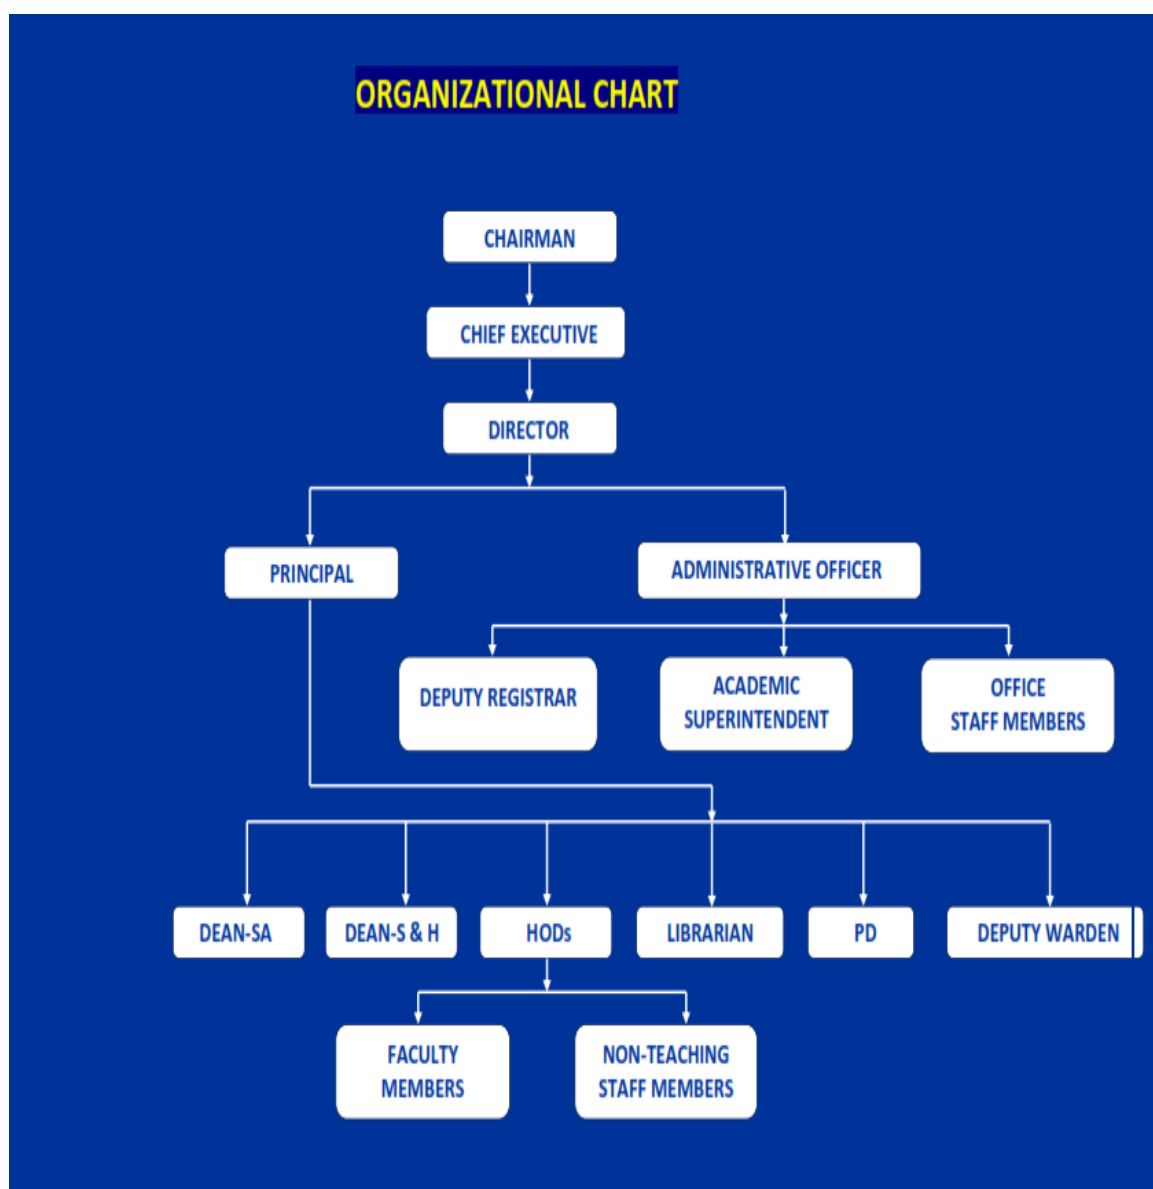 ORGANIZATIONAL CHART
CHAIRMAN
CHIEF EXECUTIVE
DIRECTOR
PRINCIPAL
ADMINISTRATIVE OFFICER
DEPUTY REGISTRAR
ACADEMIC
SUPERINTENDENT
OFFICE
STAFF MEMBERS
DEAN-SA
DEAN-S & H
HODs
LIBRARIAN
PD
DEPUTY WARDEN
FACULTY
MEMBERS
NON-TEACHING
STAFF MEMBERS